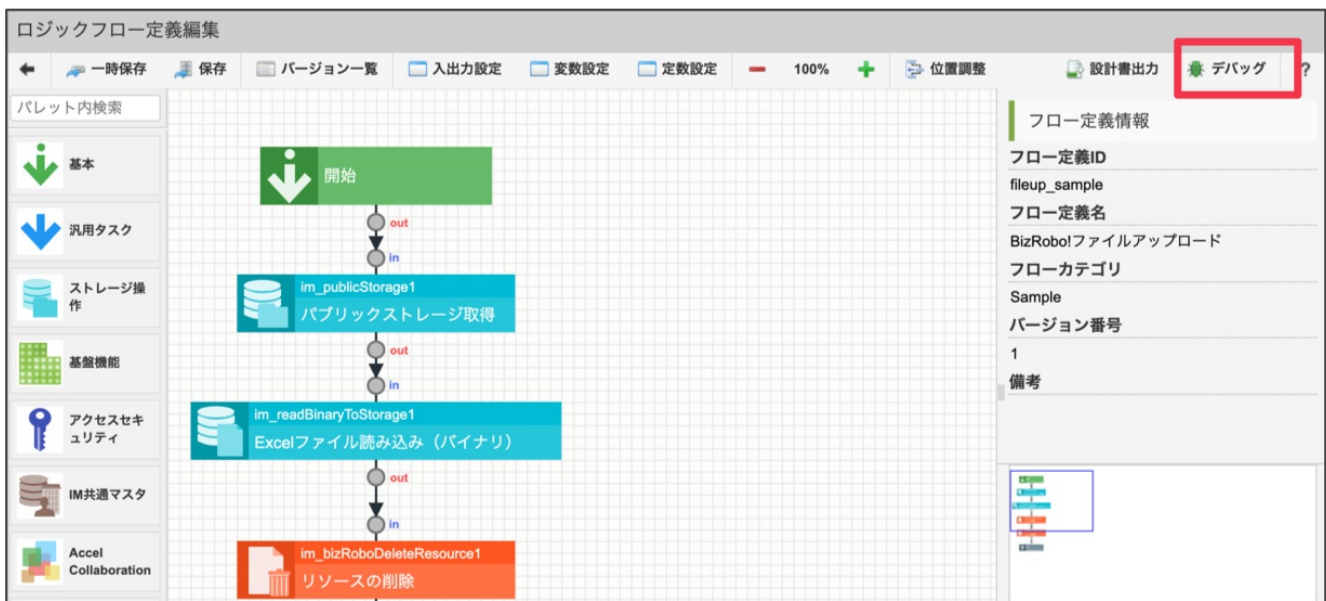 ロジックフロー定義編集
一時保存 保存 バージョン一覧 入出力設定 変数設定 定数設定 100% 位置調整 設計書出力 デバッグ ?
パレット内検索
基本
汎用タスク
ストレージ操
作
基盤機能
アクセスセキ
ュリティ
IM共通マスタ
Accel
Collaboration
開始
out
in
im_publicStorage1
パブリックストレージ取得
out
in
im_readBinaryToStorage1
Excelファイル読み込み（バイナリ）
out
in
im_bizRoboDeleteResource1
リソースの削除
フロー定義情報
フロー定義ID
fileup_sample
フロー定義名
BizRobo!ファイルアップロード
フローカテゴリ
Sample
バージョン番号
1
備考